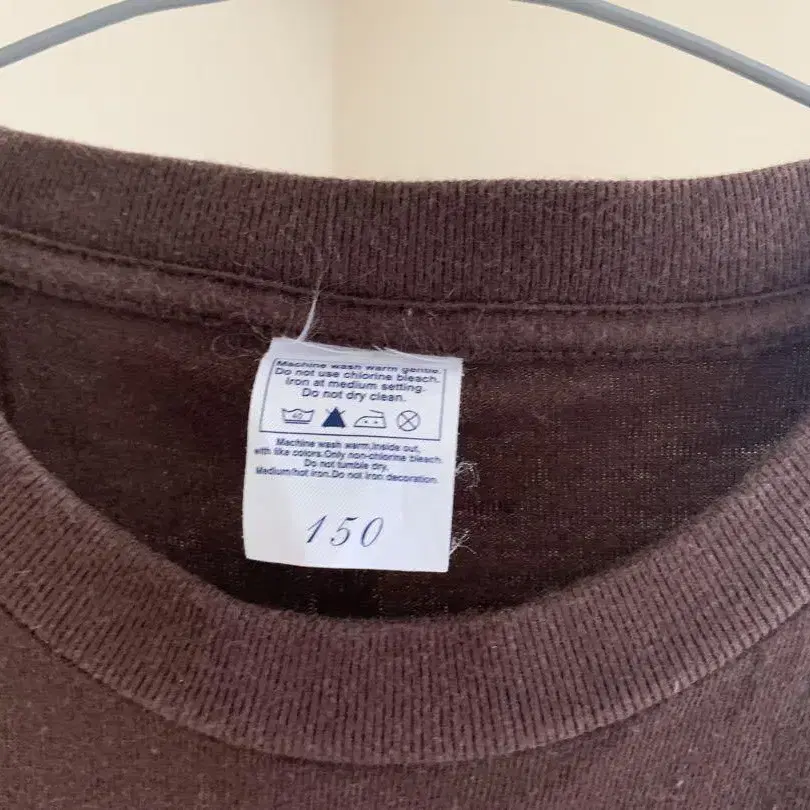 Machine wash warm gentle.
Do not use chlorine bleach.
Iron at medium setting.
Do not dry clean.
40
Machine wash warm.Inside out,
with like colors.Only non-chlorine bleach.
Do not tumble dry.
Medium/hot iron.Do not iron decoration.
150